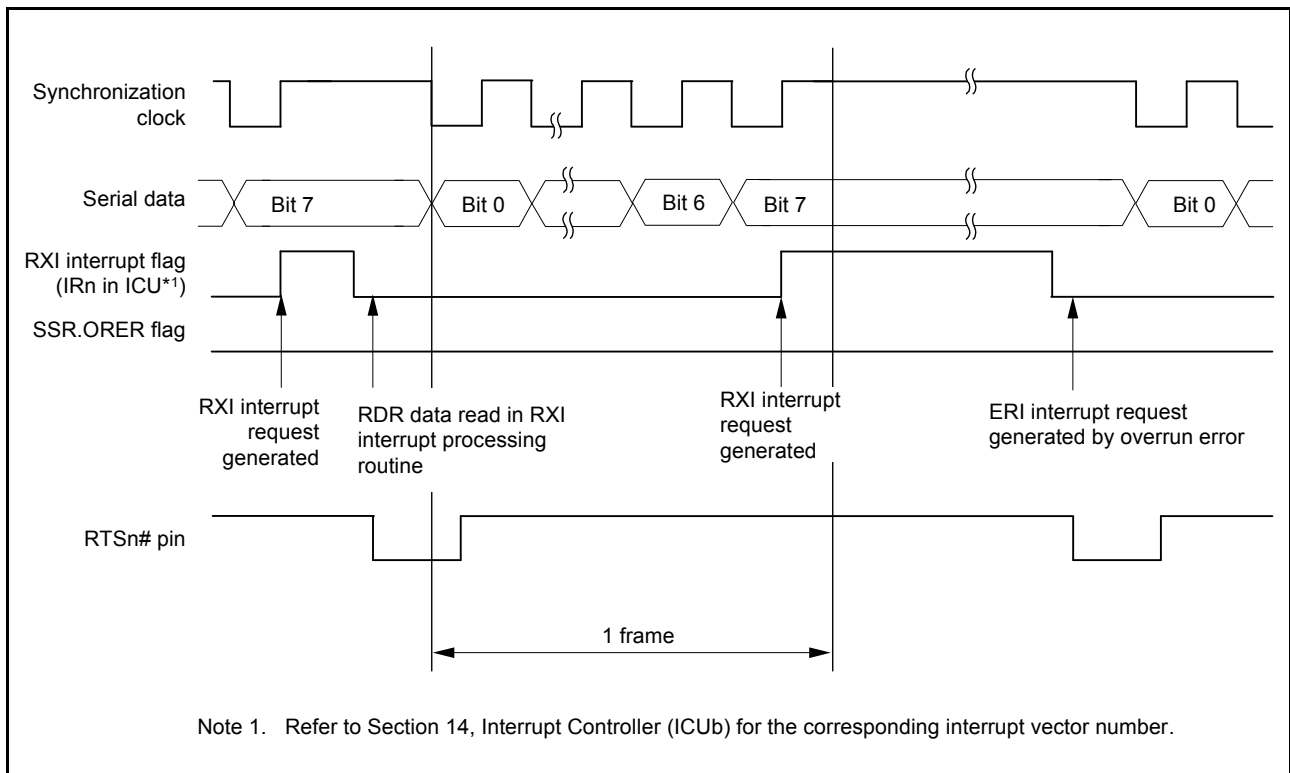 Synchronization
clock
Serial data
Bit 7
Bit 0
Bit 6
Bit 7
Bit 0
RXI interrupt flag
(IRn in ICU*1)
SSR.ORER flag
RXI interrupt
request
generated
RDR data read in RXI
interrupt processing
routine
RXI interrupt
request
generated
ERI interrupt request
generated by overrun error
RTSn# pin
1 frame
Note 1. Refer to Section 14, Interrupt Controller (ICUb) for the corresponding interrupt vector number.